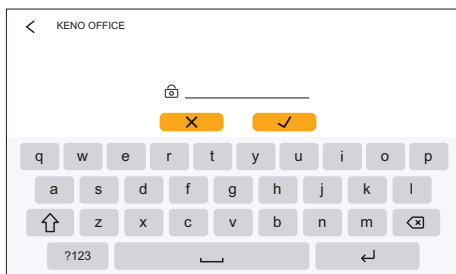 KENO OFFICE
q w e r t y u i o p
a s d f g h j k l
z x c v b n m
?123